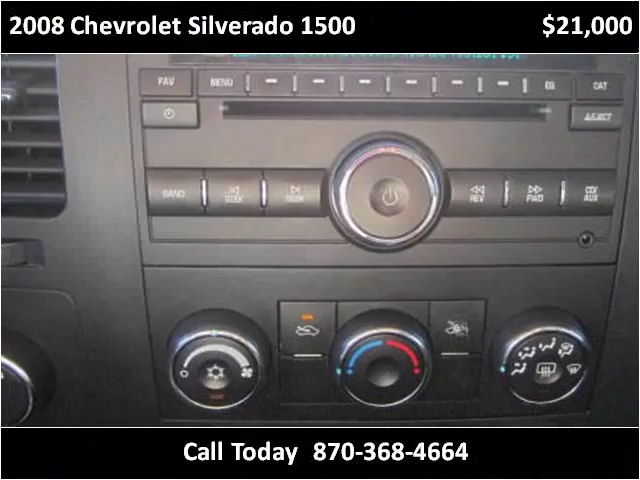 2008 Chevrolet Silverado 1500 $21,000
FAV MENU EQ CAT
EJECT
BAND SEEK SEEK REV FWD CD/
AUX
Call Today 870-368-4664